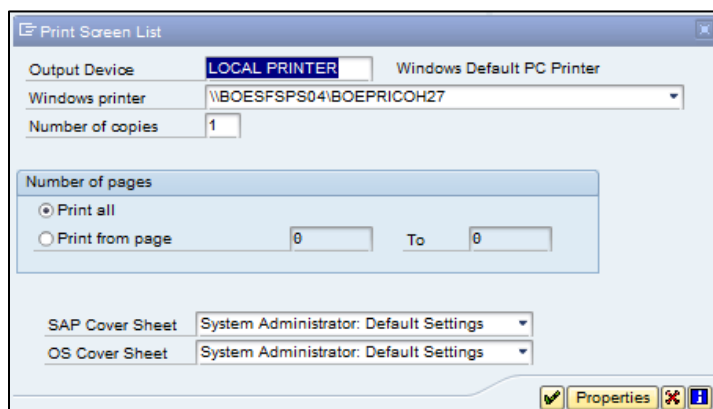 Print Screen List
Output Device LOCAL PRINTER Windows Default PC Printer
Windows printer \\BOESFSPS04\BOEPRICOH27
Number of copies 1
Number of pages
Print all
Print from page 0 To 0
SAP Cover Sheet System Administrator: Default Settings
OS Cover Sheet System Administrator: Default Settings
Properties